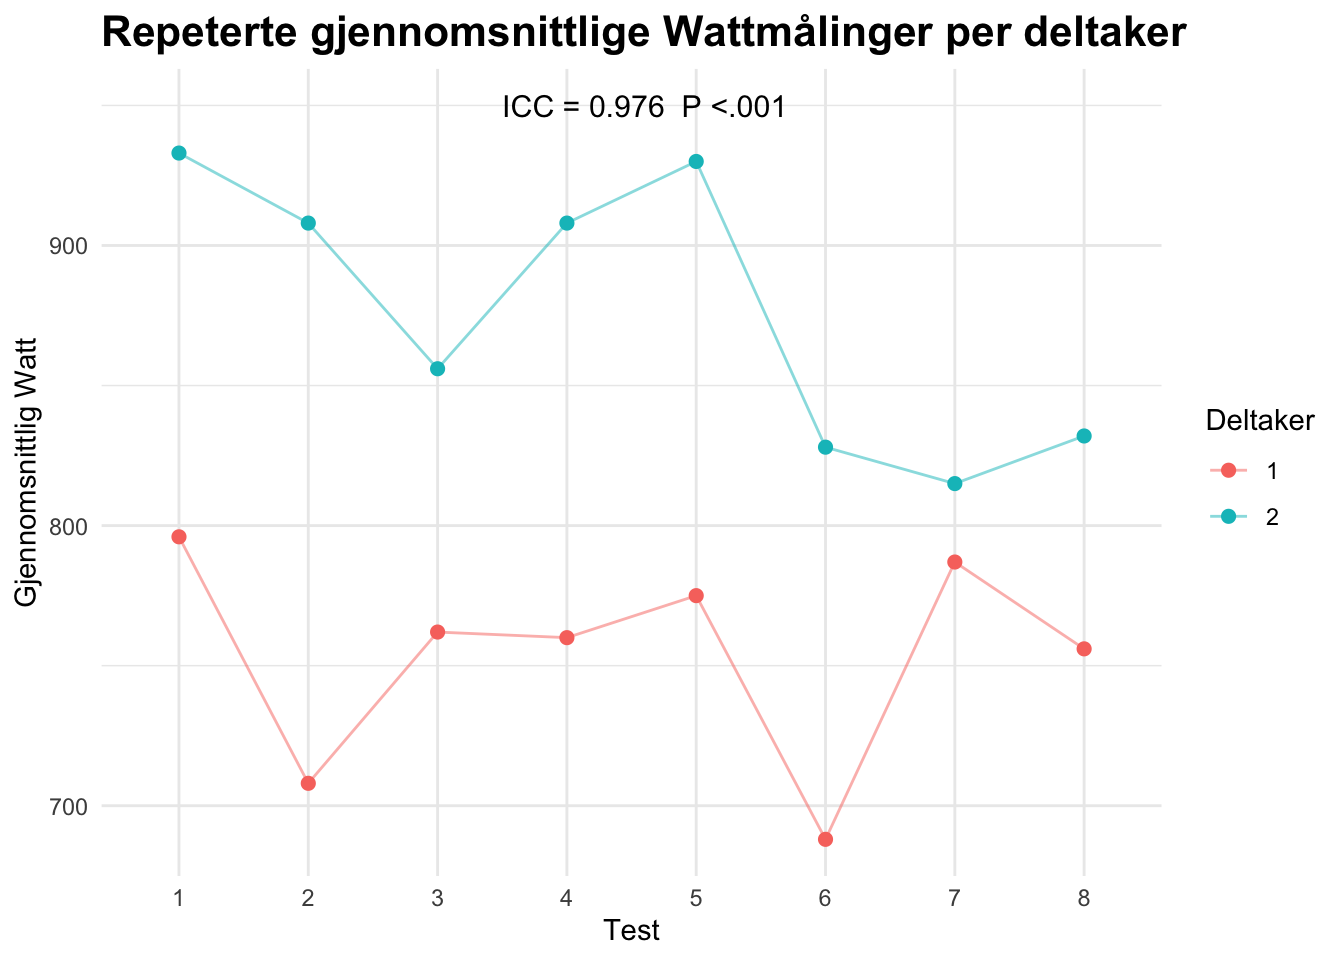 Repeterte gjennomsnittlige Wattmålinger per deltaker
ICC = 0.976  P <.001
Gjennomsnittlig Watt
900
800
700
1 2 3 4 5 6 7 8
Test
Deltaker
1
2